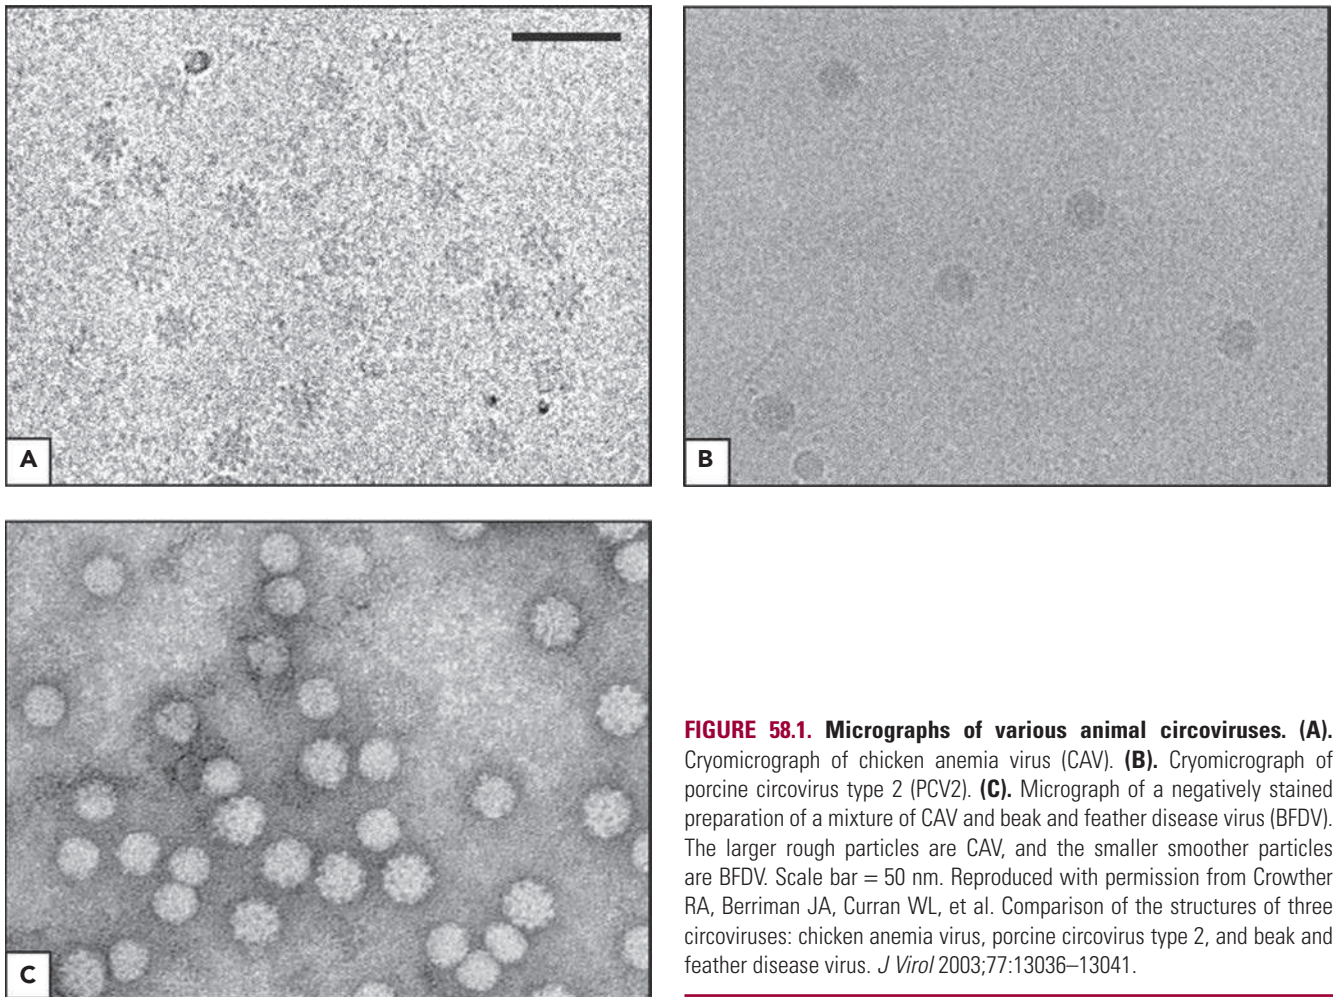 A
B
C
FIGURE 58.1. Micrographs of various animal circoviruses. (A).
Cryomicrograph of chicken anemia virus (CAV). (B). Cryomicrograph of
porcine circovirus type 2 (PCV2). (C). Micrograph of a negatively stained
preparation of a mixture of CAV and beak and feather disease virus (BFDV).
The larger rough particles are CAV, and the smaller smoother particles
are BFDV. Scale bar = 50 nm. Reproduced with permission from Crowther
RA, Berriman JA, Curran WL, et al. Comparison of the structures of three
circoviruses: chicken anemia virus, porcine circovirus type 2, and beak and
feather disease virus. J Virol 2003;77:13036–13041.